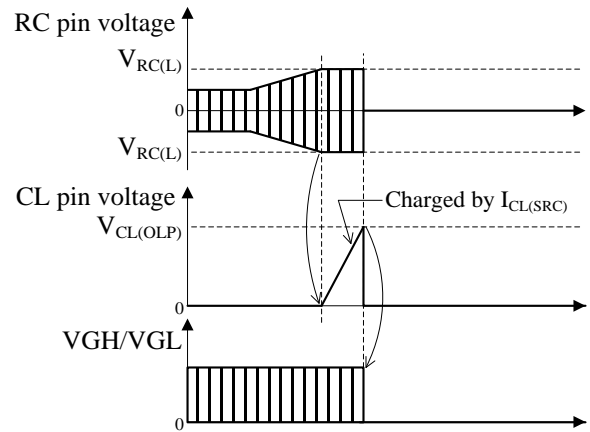 RC pin voltage
V_RC(L)
0
V_RC(L)
CL pin voltage
V_CL(OLP)
Charged by I_CL(SRC)
0
VGH/VGL
0